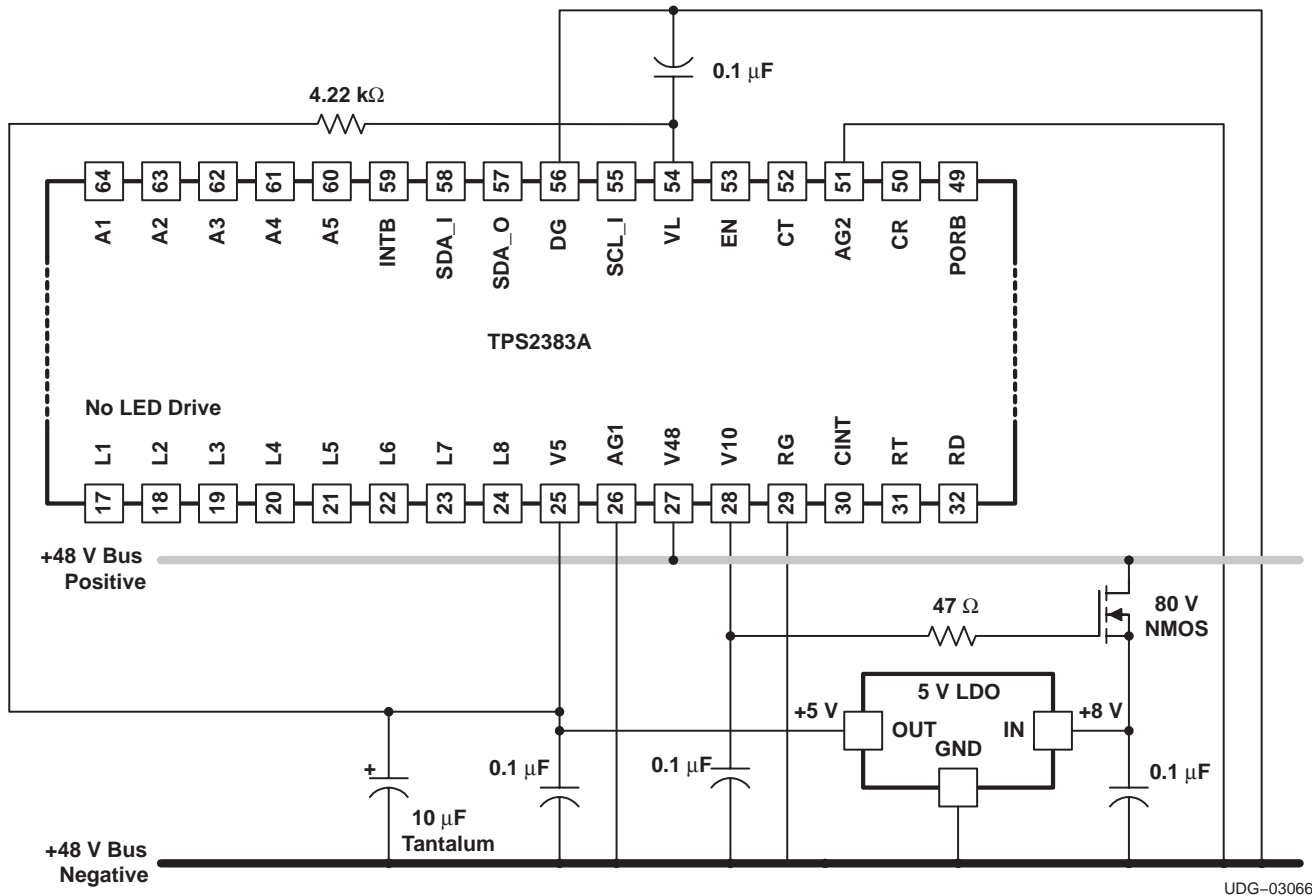 0.1 μF
4.22 kΩ
64 63 62 61 60 59 58 57 56 55 54 53 52 51 50 49
A1 A2 A3 A4 A5 INTB SDA_I SDA_O DG SCL_I VL EN CT AG2 CR PORB
TPS2383A
No LED Drive
L1 L2 L3 L4 L5 L6 L7 L8 V5 AG1 V48 V10 RG CINT RT RD
17 18 19 20 21 22 23 24 25 26 27 28 29 30 31 32
+48 V Bus
Positive
47 Ω
80 V
NMOS
5 V LDO
+5 V
+8 V
OUT
IN
GND
+
0.1 μF
0.1 μF
0.1 μF
10 μF
Tantalum
+48 V Bus
Negative
UDG–03066